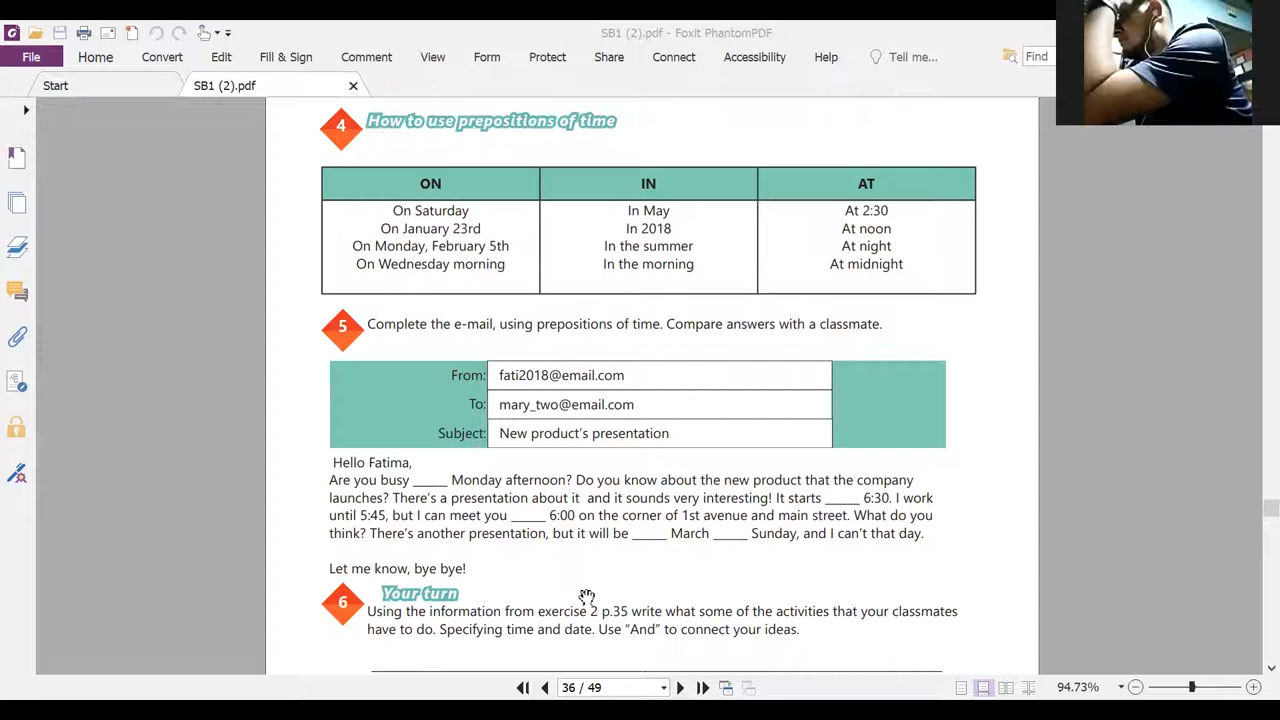 SB1 (2).pdf - Foxit PhantomPDF
File Home Convert Edit Fill & Sign Comment View Form Protect Share Connect Accessibility Help Tell me... Find
Start SB1 (2).pdf
4 How to use prepositions of time
ON IN AT
On Saturday In May At 2:30
On January 23rd In 2018 At noon
On Monday, February 5th In the summer At night
On Wednesday morning In the morning At midnight
5 Complete the e-mail, using prepositions of time. Compare answers with a classmate.
From: fati2018@email.com
To: mary_two@email.com
Subject: New product's presentation
Hello Fatima,
Are you busy _____ Monday afternoon? Do you know about the new product that the company
launches? There's a presentation about it and it sounds very interesting! It starts _____ 6:30. I work
until 5:45, but I can meet you _____ 6:00 on the corner of 1st avenue and main street. What do you
think? There's another presentation, but it will be _____ March _____ Sunday, and I can't that day.
Let me know, bye bye!
6 Your turn
Using the information from exercise 2 p.35 write what some of the activities that your classmates
have to do. Specifying time and date. Use “And” to connect your ideas.
36 / 49 94.73%